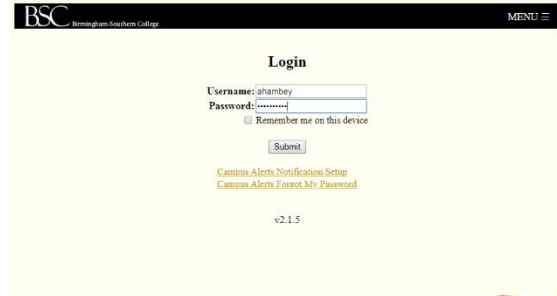 BSC Birmingham-Southern College
MENU ☰
Login
Username: ahambey
Password: ••••••••••
Remember me on this device
Submit
Campus Alerts Notification Setup
Campus Alerts Forgot My Password
v2.1.5